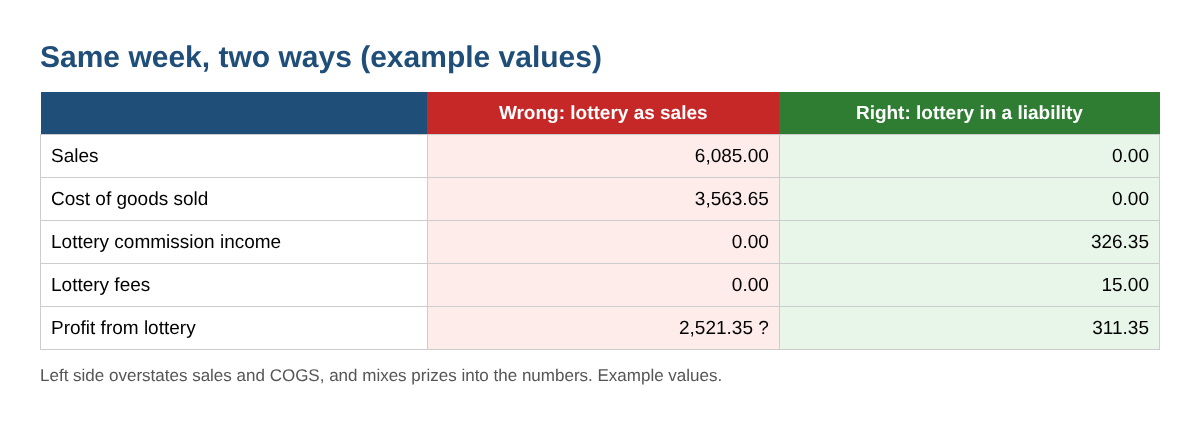 Same week, two ways (example values)
Wrong: lottery as sales Right: lottery in a liability
Sales 6,085.00 0.00
Cost of goods sold 3,563.65 0.00
Lottery commission income 0.00 326.35
Lottery fees 0.00 15.00
Profit from lottery 2,521.35 ? 311.35
Left side overstates sales and COGS, and mixes prizes into the numbers. Example values.